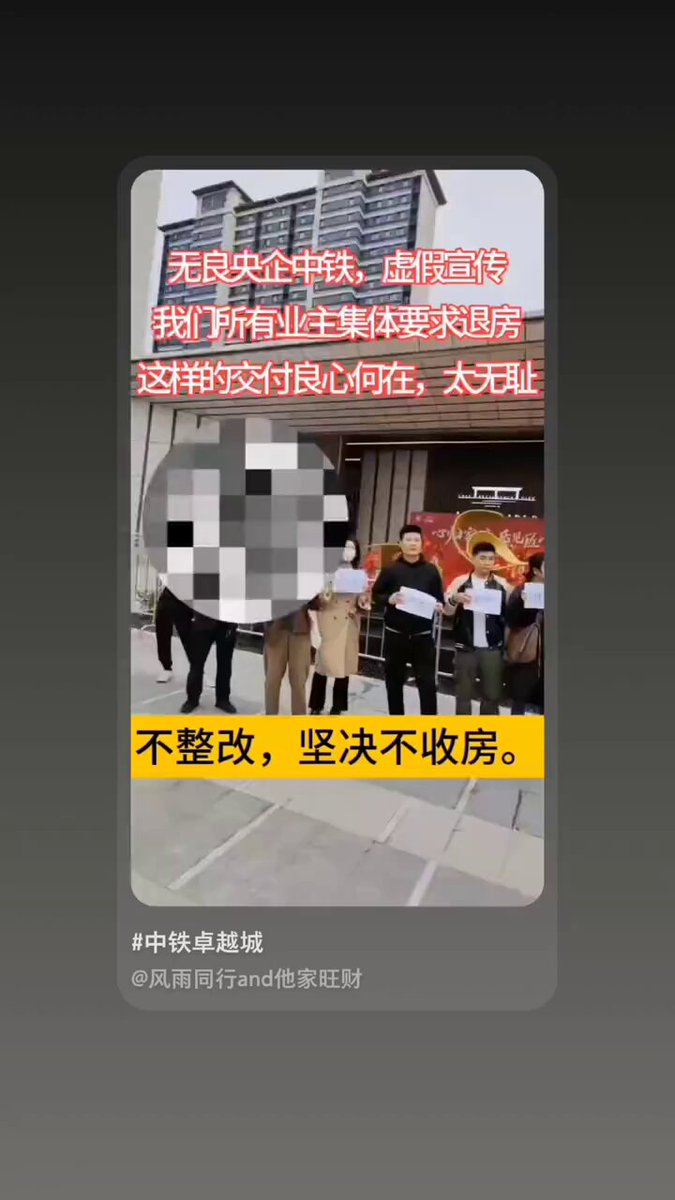 无良央企中铁，虚假宣传
我们所有业主集体要求退房
这样的交付良心何在，太无耻
不整改，坚决不收房。
#中铁卓越城
@风雨同行and他家旺财